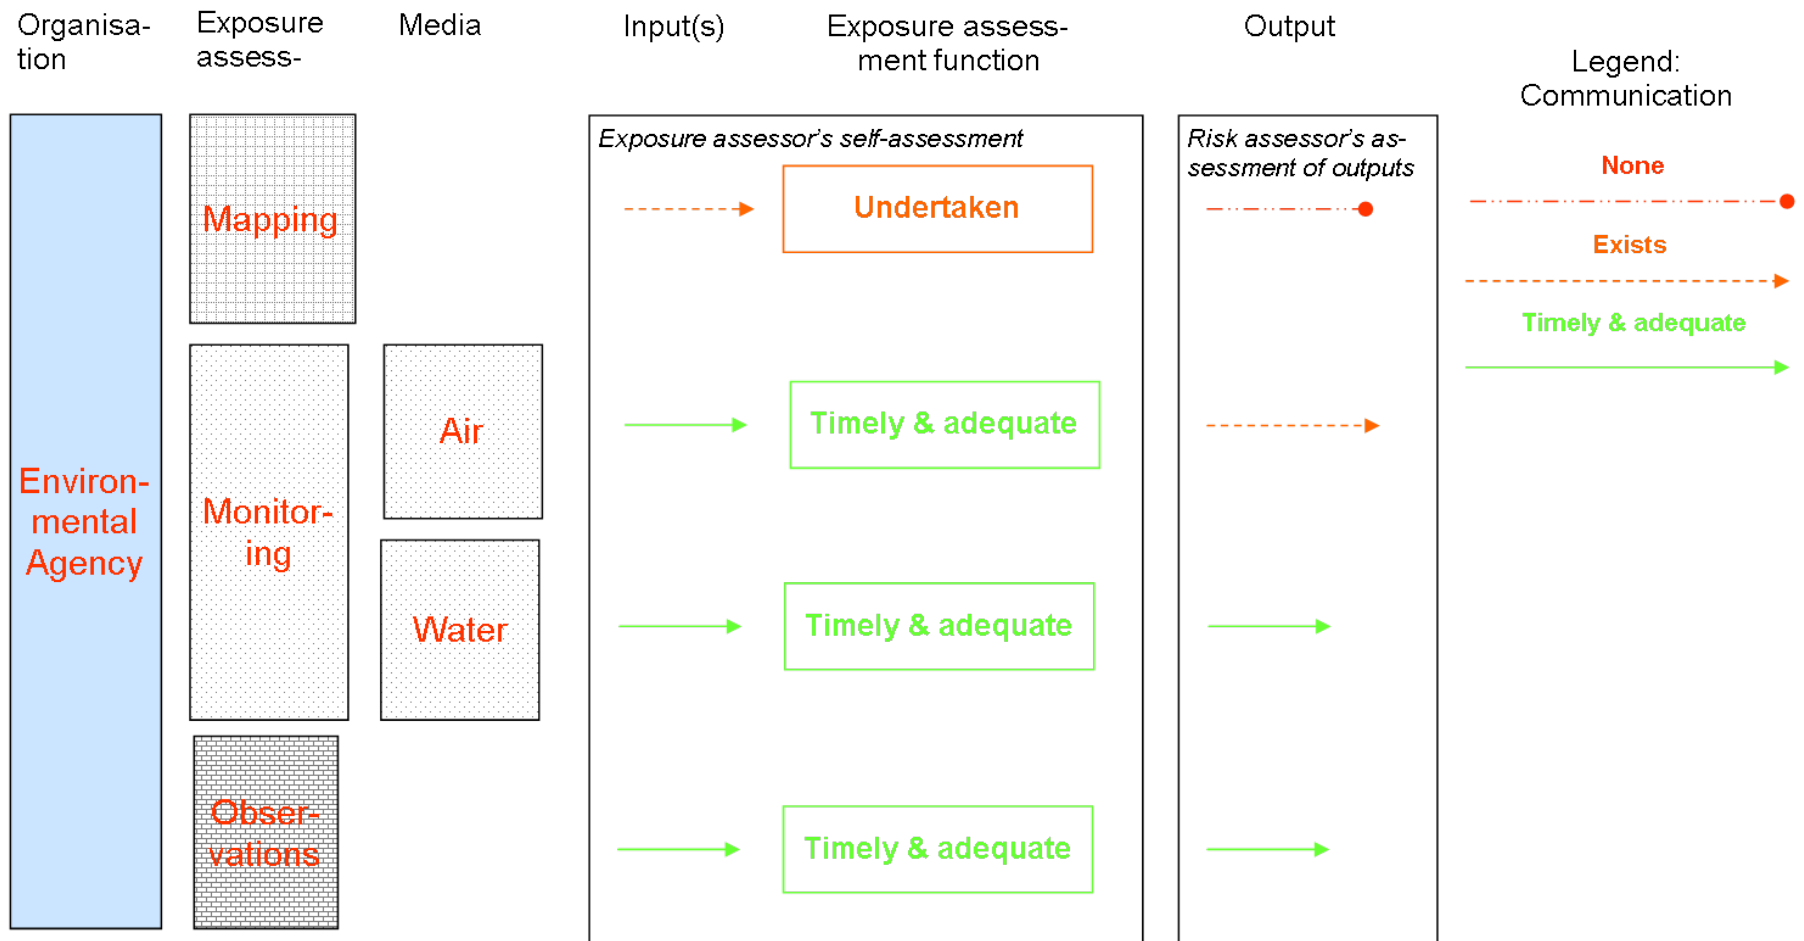 Organisa-
tion
Exposure
assess-
Media
Input(s)
Exposure assess-
ment function
Output
Legend:
Communication
Exposure assessor's self-assessment
Risk assessor's as-
sessment of outputs
None
Exists
Timely & adequate
Environ-
mental
Agency
Mapping
Undertaken
Monitor-
ing
Air
Timely & adequate
Water
Timely & adequate
Obser-
vations
Timely & adequate